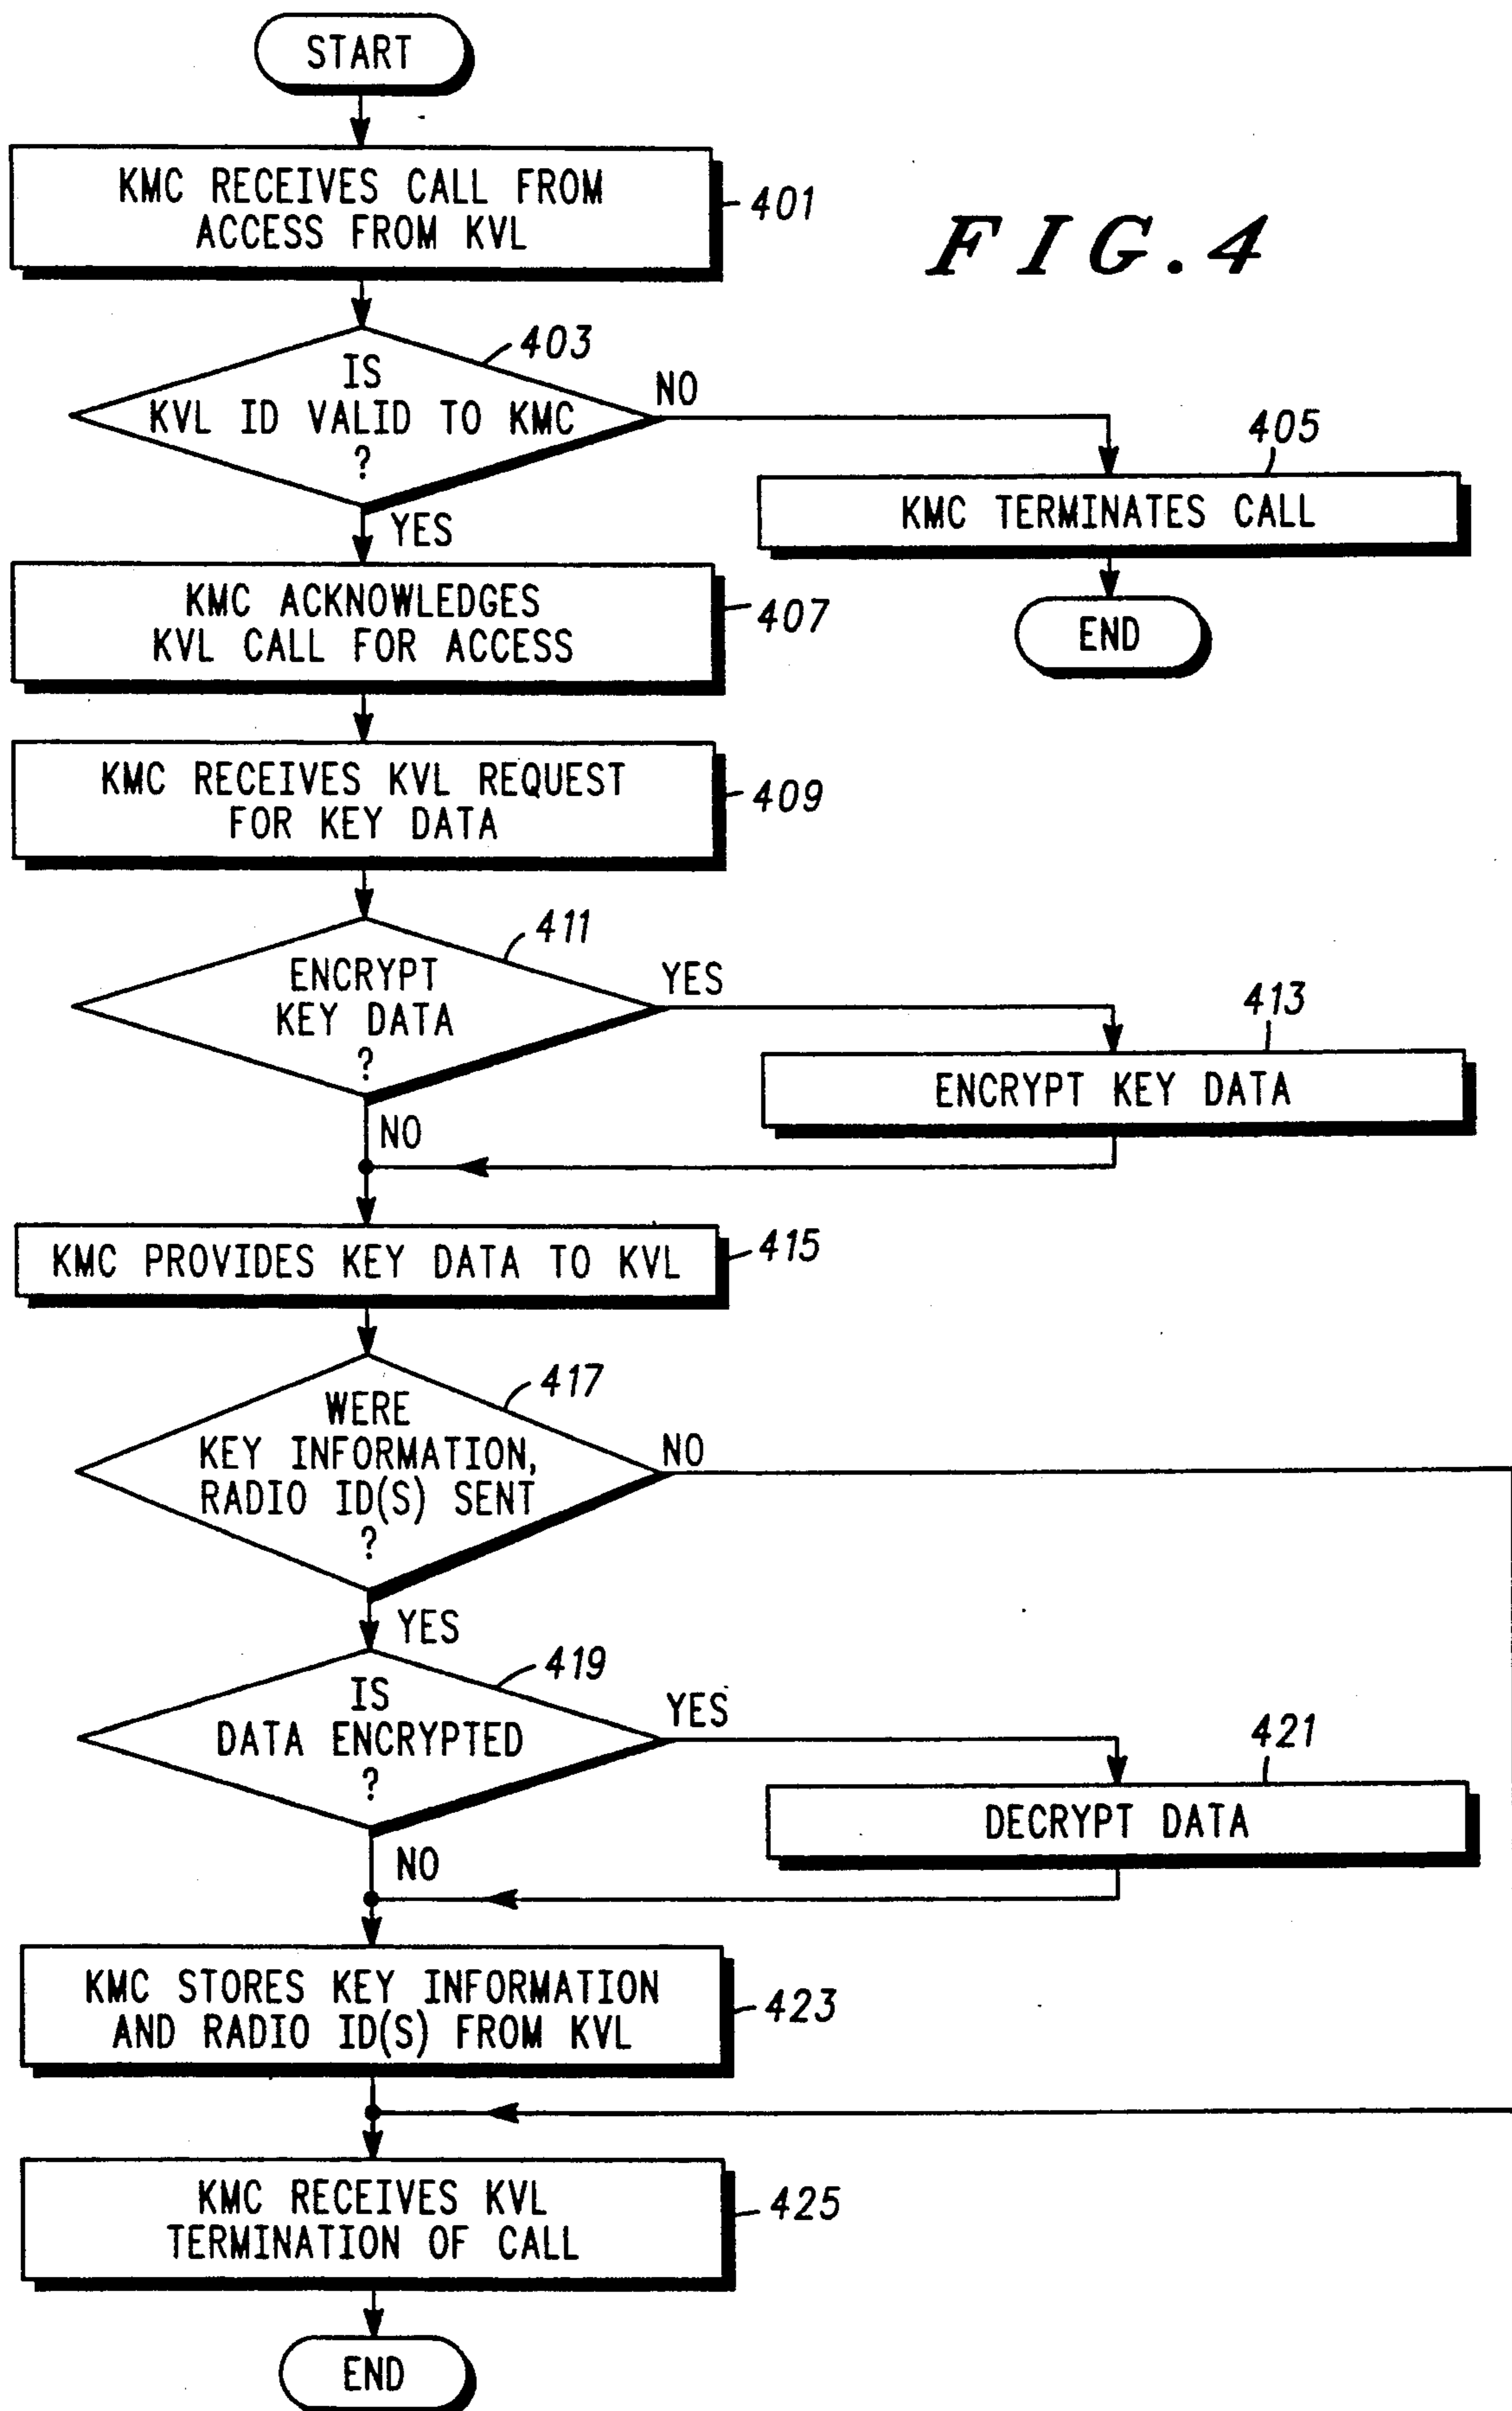 START
KMC RECEIVES CALL FROM
ACCESS FROM KVL
401
FIG.4
403
IS
KVL ID VALID TO KMC
?
NO
YES
405
KMC TERMINATES CALL
END
KMC ACKNOWLEDGES
KVL CALL FOR ACCESS
407
KMC RECEIVES KVL REQUEST
FOR KEY DATA
409
411
ENCRYPT
KEY DATA
?
YES
NO
413
ENCRYPT KEY DATA
KMC PROVIDES KEY DATA TO KVL
415
417
WERE
KEY INFORMATION,
RADIO ID(S) SENT
?
NO
YES
419
IS
DATA ENCRYPTED
?
YES
NO
421
DECRYPT DATA
KMC STORES KEY INFORMATION
AND RADIO ID(S) FROM KVL
423
KMC RECEIVES KVL
TERMINATION OF CALL
425
END